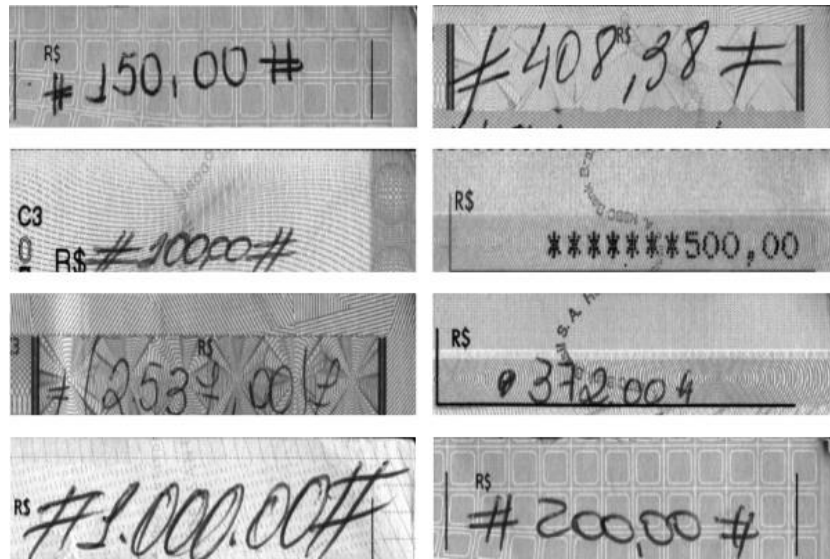 R$ # 150,00 #
R$ # 408,38 #
C3
R$ # 100,00 #
R$
*******500,00
R$
R$
372.00
R$ # 1.000.00 #
R$ # 200,00 #